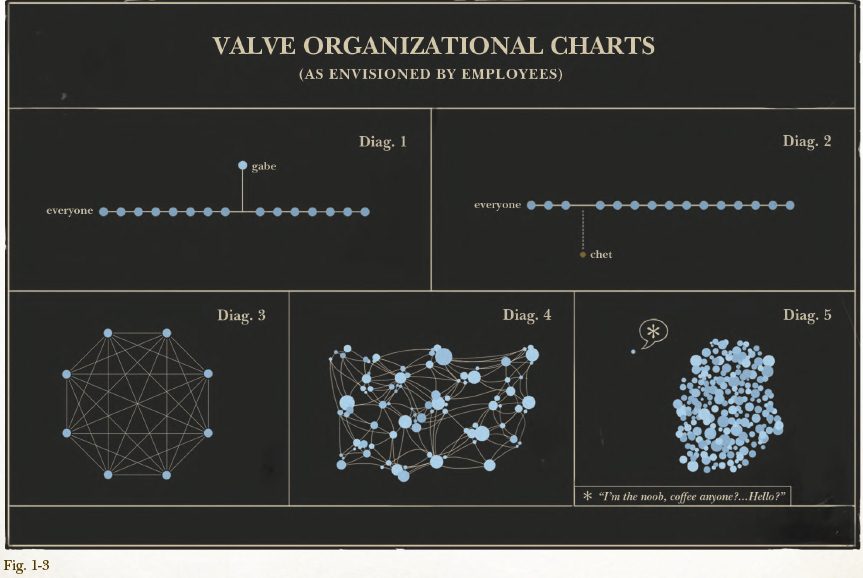 VALVE ORGANIZATIONAL CHARTS
(AS ENVISIONED BY EMPLOYEES)
Diag. 1
gabe
everyone
Diag. 2
everyone
chet
Diag. 3
Diag. 4
Diag. 5
*
* “I’m the noob, coffee anyone?...Hello?”
Fig. 1-3